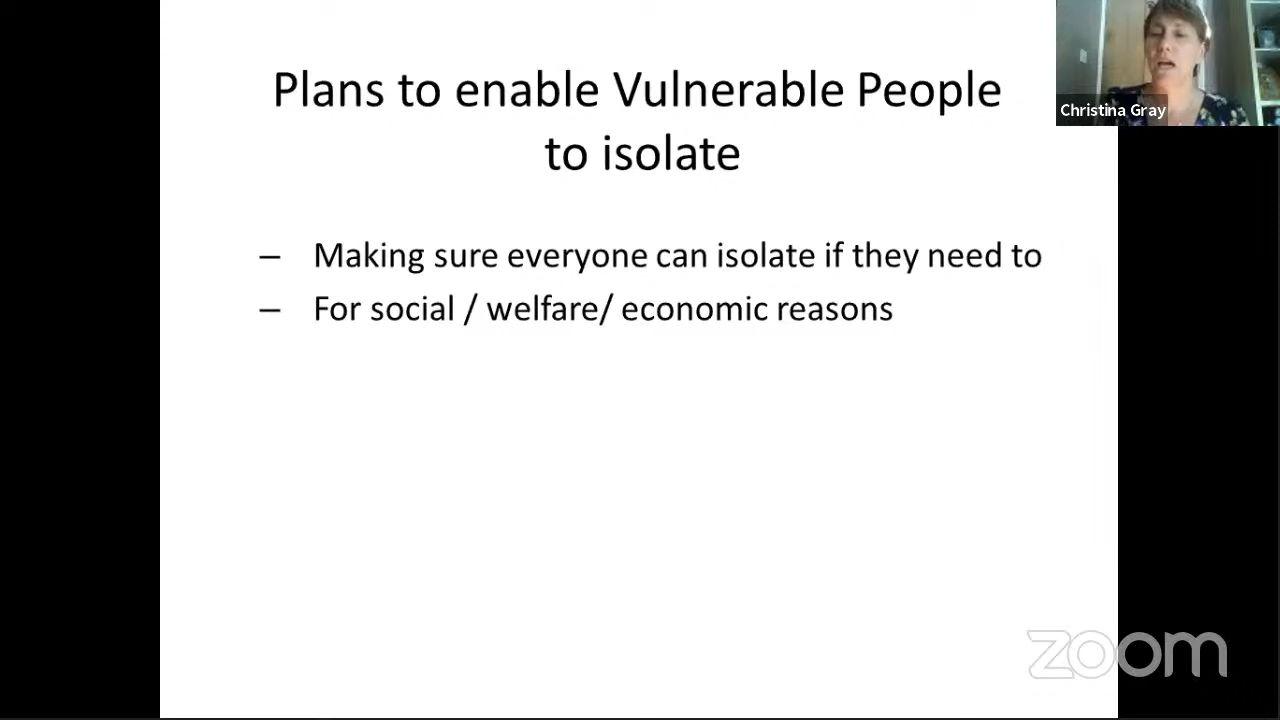 Plans to enable Vulnerable People
to isolate
– Making sure everyone can isolate if they need to
– For social / welfare/ economic reasons
Christina Gray
zoom